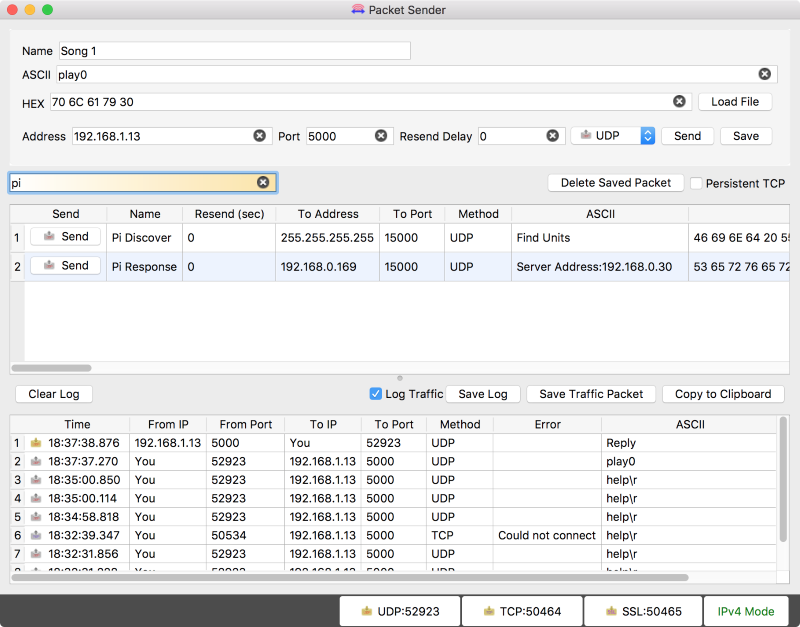 Packet Sender
Name Song 1
ASCII play0
HEX 70 6C 61 79 30 Load File
Address 192.168.1.13 Port 5000 Resend Delay 0 UDP Send Save
pi Delete Saved Packet Persistent TCP
Send Name Resend (sec) To Address To Port Method ASCII
1 Send Pi Discover 0 255.255.255.255 15000 UDP Find Units 46 69 6E 64 20 55
2 Send Pi Response 0 192.168.0.169 15000 UDP Server Address:192.168.0.30 53 65 72 76 65 72
Clear Log Log Traffic Save Log Save Traffic Packet Copy to Clipboard
Time From IP From Port To IP To Port Method Error ASCII
1 18:37:38.876 192.168.1.13 5000 You 52923 UDP Reply
2 18:37:37.270 You 52923 192.168.1.13 5000 UDP play0
3 18:35:00.850 You 52923 192.168.1.13 5000 UDP help\r
4 18:35:00.114 You 52923 192.168.1.13 5000 UDP help\r
5 18:34:58.818 You 52923 192.168.1.13 5000 UDP help\r
6 18:32:39.347 You 50534 192.168.1.13 5000 TCP Could not connect help\r
7 18:32:31.856 You 52923 192.168.1.13 5000 UDP help\r
UDP:52923 TCP:50464 SSL:50465 IPv4 Mode